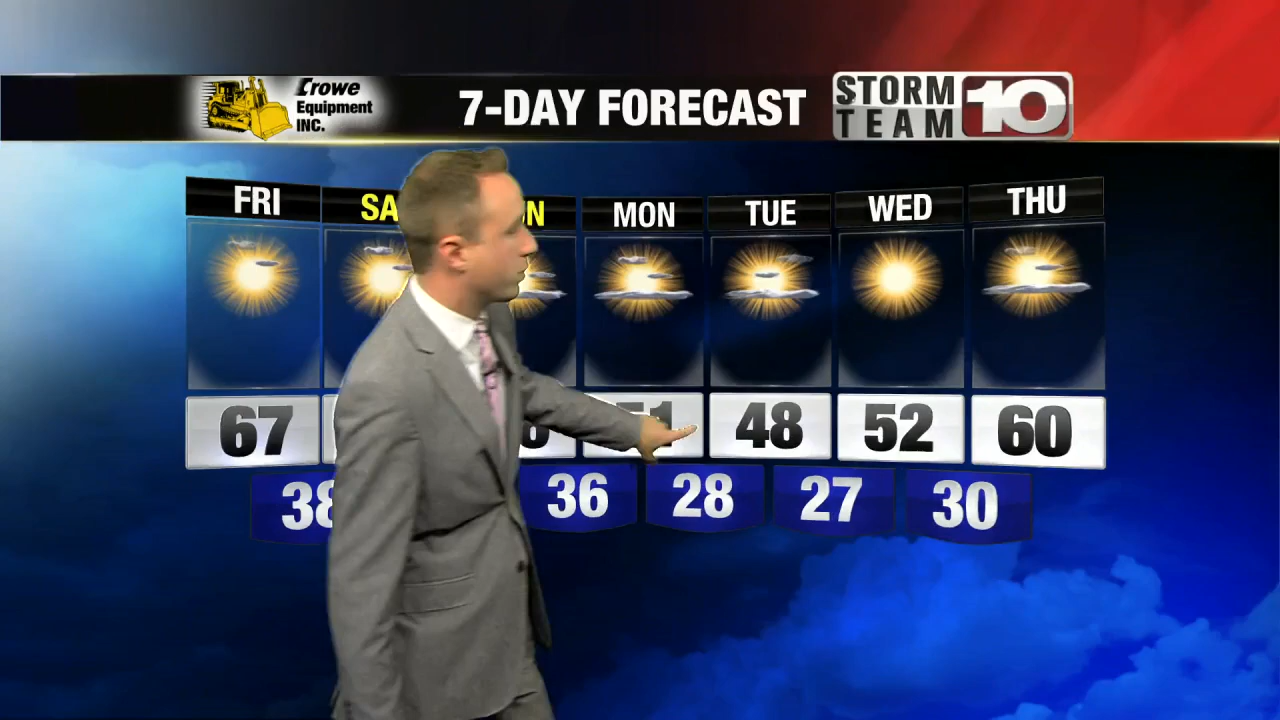 Crowe
Equipment
INC.
7-DAY FORECAST
STORM
TEAM
10
FRI
MON
TUE
WED
THU
67
48
52
60
36
28
27
30